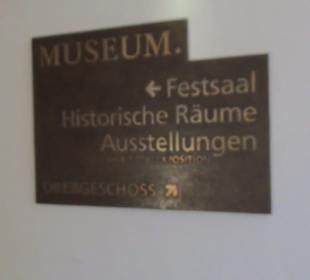 MUSEUM.
← Festsaal
Historische Räume
Ausstellungen
OBERGESCHOSS ↗